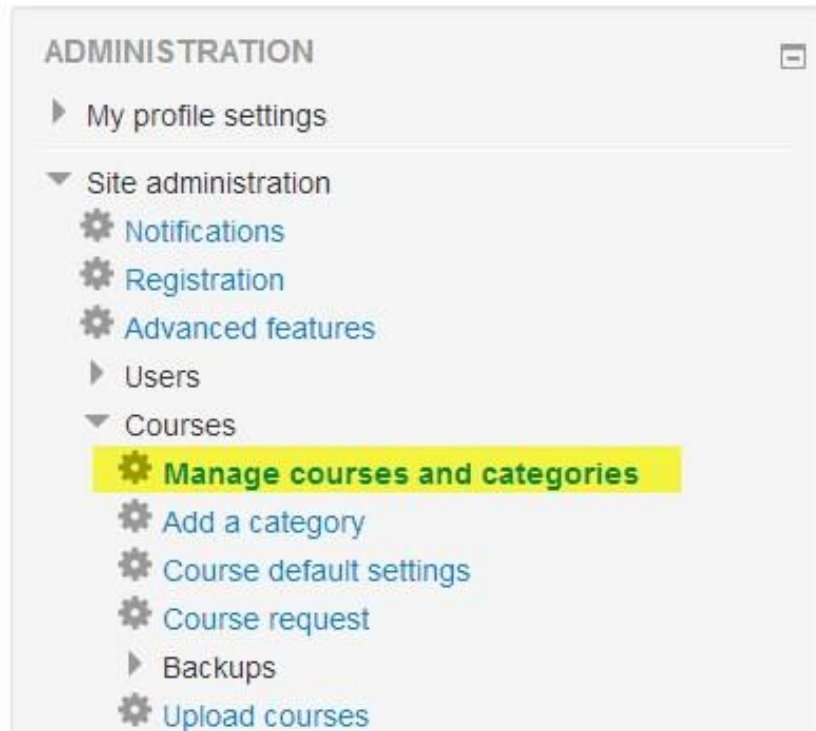 ADMINISTRATION
My profile settings
Site administration
Notifications
Registration
Advanced features
Users
Courses
Manage courses and categories
Add a category
Course default settings
Course request
Backups
Upload courses